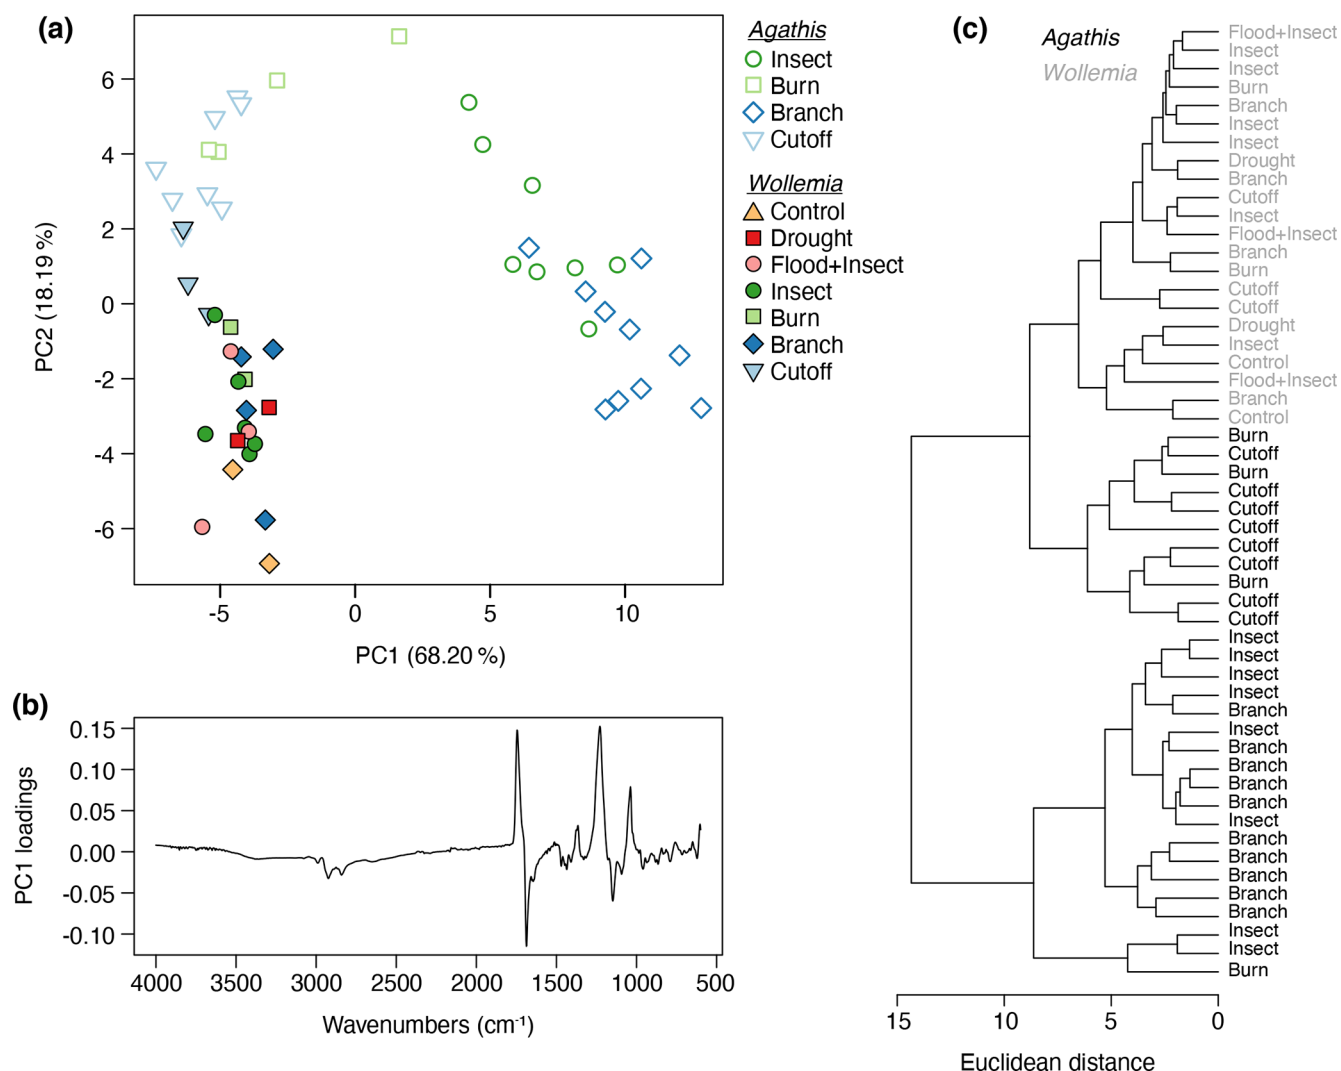 (a)
6
4
2
0
-2
-4
-6
PC2 (18.19 %)
-5
0
5
10
PC1 (68.20 %)
Agathis
Insect
Burn
Branch
Cutoff
Wollemia
Control
Drought
Flood+Insect
Insect
Burn
Branch
Cutoff
(b)
0.15
0.10
0.05
0.00
-0.05
-0.10
PC1 loadings
4000
3500
3000
2500
2000
1500
1000
500
Wavenumbers (cm⁻¹)
(c)
Agathis
Wollemia
Flood+Insect
Insect
Insect
Burn
Branch
Insect
Insect
Drought
Branch
Cutoff
Insect
Flood+Insect
Branch
Burn
Cutoff
Cutoff
Drought
Insect
Control
Flood+Insect
Branch
Control
Burn
Cutoff
Burn
Cutoff
Cutoff
Cutoff
Cutoff
Cutoff
Burn
Cutoff
Cutoff
Insect
Insect
Insect
Insect
Branch
Insect
Branch
Branch
Branch
Branch
Insect
Branch
Branch
Branch
Branch
Branch
Insect
Insect
Burn
15
10
5
0
Euclidean distance